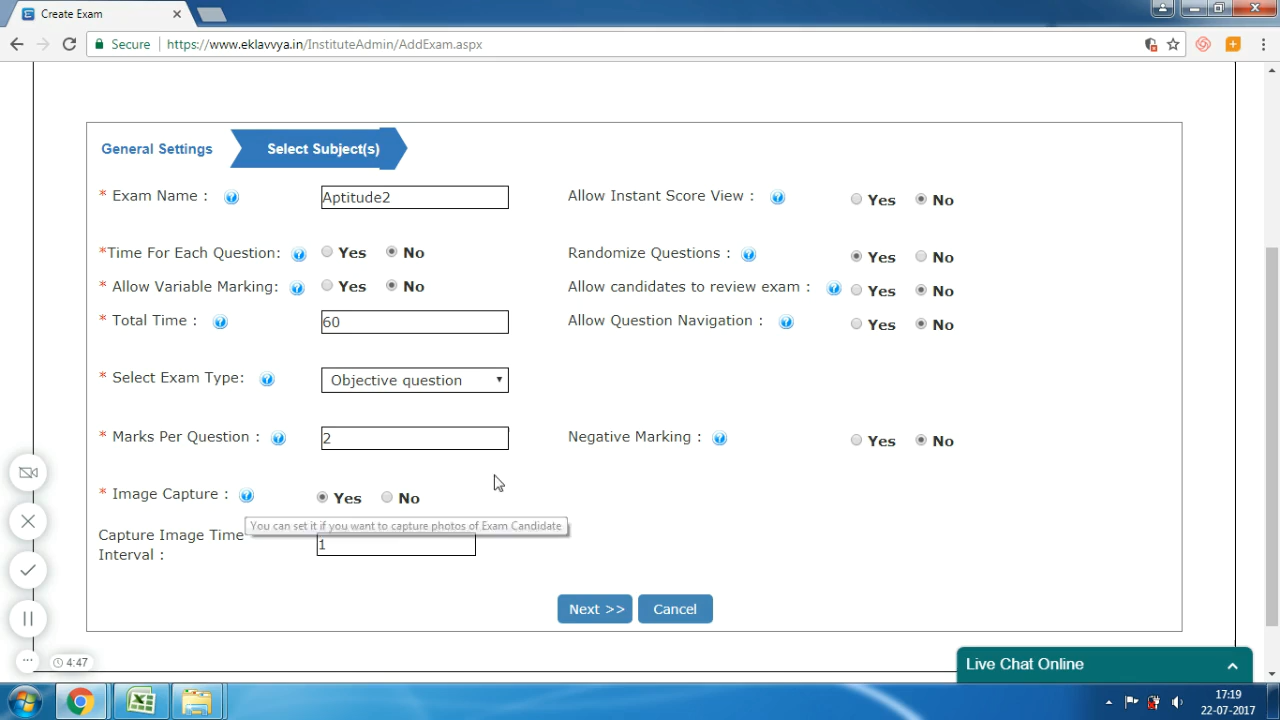 Create Exam
Secure https://www.eklavvya.in/InstituteAdmin/AddExam.aspx
General Settings
Select Subject(s)
* Exam Name : Aptitude2
Allow Instant Score View : Yes No
*Time For Each Question: Yes No
Randomize Questions : Yes No
* Allow Variable Marking: Yes No
Allow candidates to review exam : Yes No
* Total Time : 60
Allow Question Navigation : Yes No
* Select Exam Type: Objective question
* Marks Per Question : 2
Negative Marking : Yes No
* Image Capture : Yes No
You can set it if you want to capture photos of Exam Candidate
Capture Image Time
Interval : 1
Next >> Cancel
4:47
Live Chat Online
17:19
22-07-2017